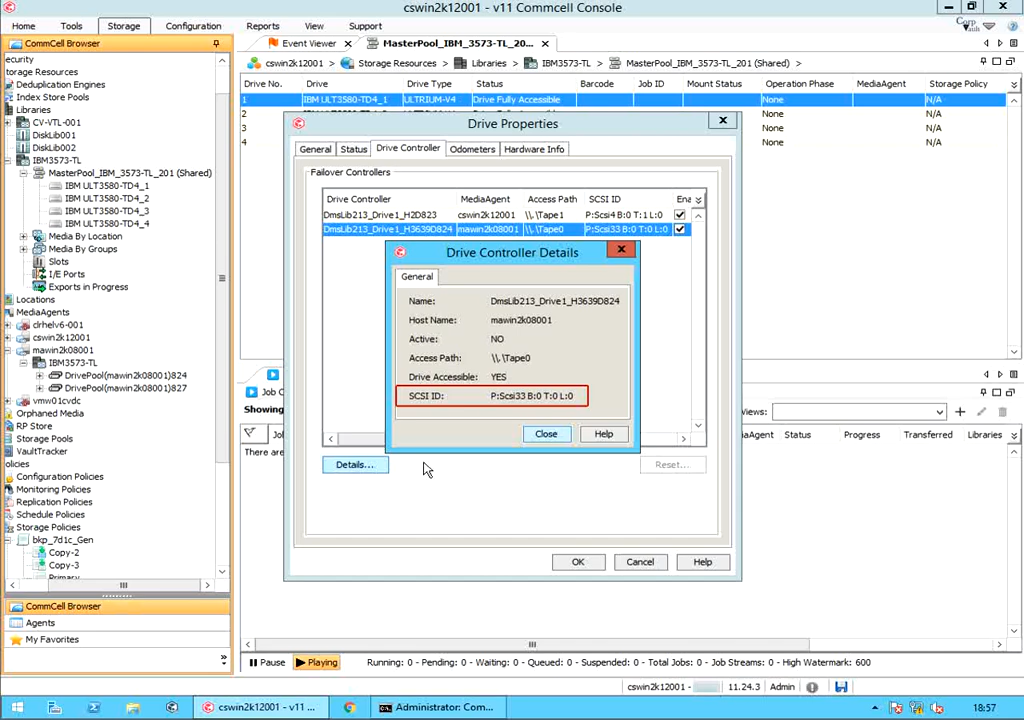 cswin2k12001 - v11 Commcell Console
Home Tools Storage Configuration Reports View Support
CommCell Browser
Event Viewer
MasterPool_IBM_3573-TL_20...
cswin2k12001 > Storage Resources > Libraries > IBM3573-TL > MasterPool_IBM_3573-TL_201 (Shared) >
ecurity
torage Resources
Deduplication Engines
Index Store Pools
Libraries
CV-VTL-001
DiskLib001
DiskLib002
IBM3573-TL
MasterPool_IBM_3573-TL_201 (Shared)
IBM ULT3580-TD4_1
IBM ULT3580-TD4_2
IBM ULT3580-TD4_3
IBM ULT3580-TD4_4
Media By Location
Media By Groups
Slots
I/E Ports
Exports in Progress
Locations
MediaAgents
clrhelv6-001
cswin2k12001
mawin2k08001
IBM3573-TL
DrivePool(mawin2k08001)824
DrivePool(mawin2k08001)827
vmw01cvdc
Orphaned Media
RP Store
Storage Pools
VaultTracker
olicies
Configuration Policies
Monitoring Policies
Replication Policies
Schedule Policies
Storage Policies
bkp_7d1c_Gen
Copy-2
Copy-3
Primary
CommCell Browser
Agents
My Favorites
Drive No. Drive Drive Type Status Barcode Job ID Mount Status Operation Phase MediaAgent Storage Policy
1 IBM ULT3580-TD4_1 ULTRIUM-V4 Drive Fully Accessible None N/A
2 None N/A
3 None N/A
4 None N/A
Drive Properties
General Status Drive Controller Odometers Hardware Info
Failover Controllers
Drive Controller MediaAgent Access Path SCSI ID Ena
DmsLib213_Drive1_H2D823 cswin2k12001 \\.\Tape1 P:Scsi4 B:0 T:1 L:0
DmsLib213_Drive1_H3639D824 mawin2k08001 \\.\Tape0 P:Scsi33 B:0 T:0 L:0
Drive Controller Details
General
Name: DmsLib213_Drive1_H3639D824
Host Name: mawin2k08001
Active: NO
Access Path: \\.\Tape0
Drive Accessible: YES
SCSI ID: P:Scsi33 B:0 T:0 L:0
Close Help
Details... Reset...
OK Cancel Help
Job C
Showing
iews:
Jol
aAgent Status Progress Transferred Libraries
There are
Pause Playing Running: 0 - Pending: 0 - Waiting: 0 - Queued: 0 - Suspended: 0 - Total Jobs: 0 - Job Streams: 0 - High Watermark: 600
cswin2k12001 - 11.24.3 Admin
cswin2k12001 - v11 ... Administrator: Com... 18:57